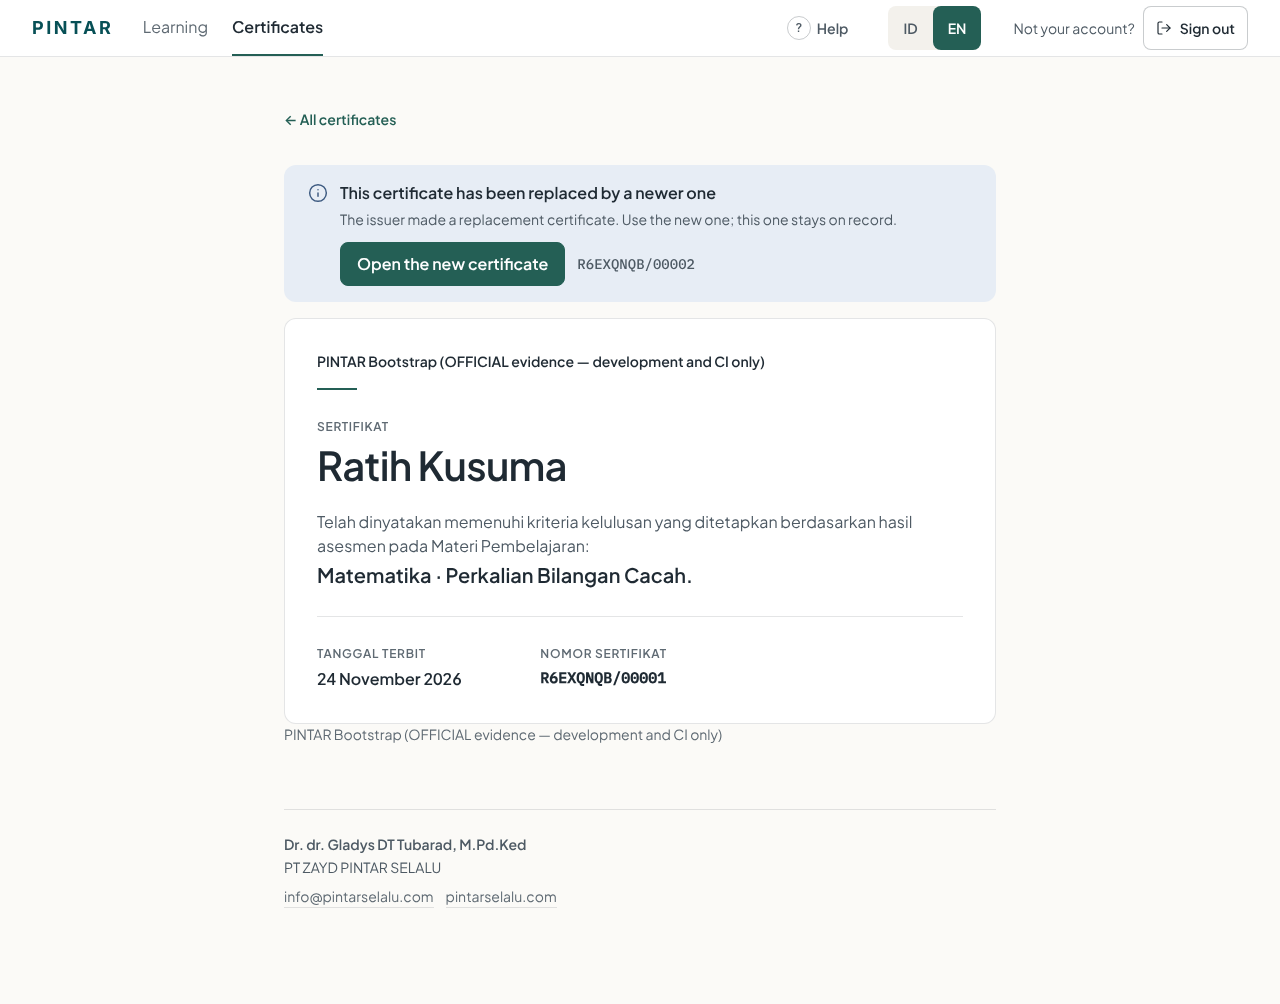 PINTAR
Learning
Certificates
? Help
ID
EN
Not your account?
Sign out
← All certificates
This certificate has been replaced by a newer one
The issuer made a replacement certificate. Use the new one; this one stays on record.
Open the new certificate
R6EXQNQB/00002
PINTAR Bootstrap (OFFICIAL evidence — development and CI only)
SERTIFIKAT
Ratih Kusuma
Telah dinyatakan memenuhi kriteria kelulusan yang ditetapkan berdasarkan hasil
asesmen pada Materi Pembelajaran:
Matematika · Perkalian Bilangan Cacah.
TANGGAL TERBIT
24 November 2026
NOMOR SERTIFIKAT
R6EXQNQB/00001
PINTAR Bootstrap (OFFICIAL evidence — development and CI only)
Dr. dr. Gladys DT Tubarad, M.Pd.Ked
PT ZAYD PINTAR SELALU
info@pintarselalu.com
pintarselalu.com